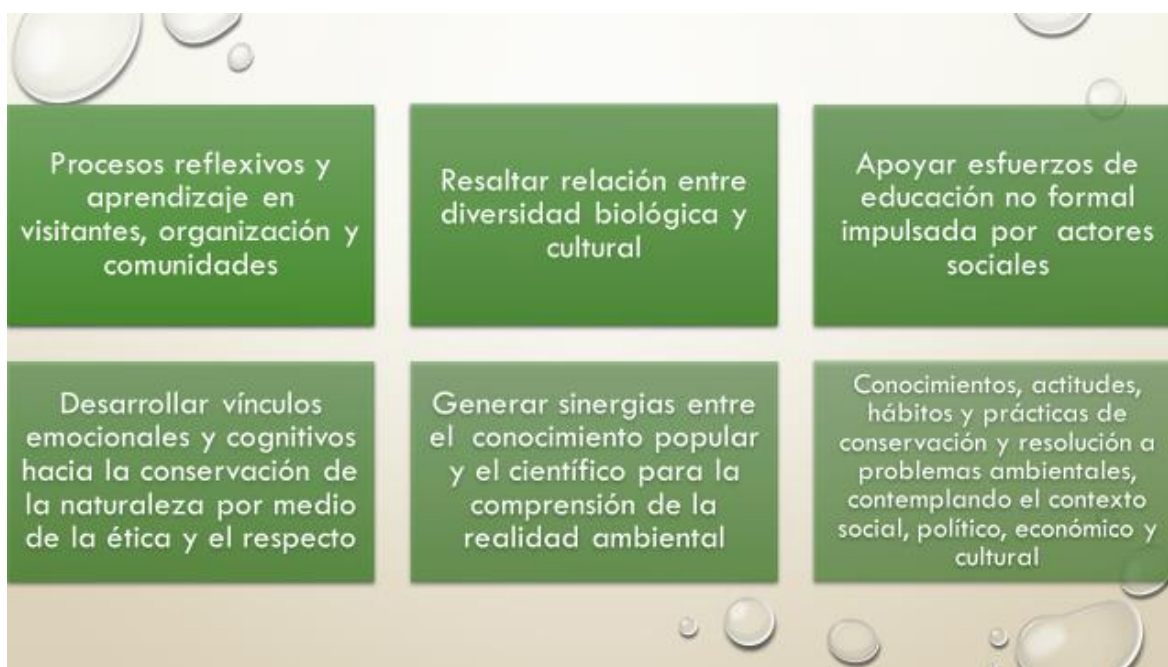 Procesos reflexivos y
aprendizaje en
visitantes, organización y
comunidades
Resaltar relación entre
diversidad biológica y
cultural
Apoyar esfuerzos de
educación no formal
impulsada por actores
sociales
Desarrollar vínculos
emocionales y cognitivos
hacia la conservación de
la naturaleza por medio
de la ética y el respecto
Generar sinergias entre
el conocimiento popular
y el científico para la
comprensión de la
realidad ambiental
Conocimientos, actitudes,
hábitos y prácticas de
conservación y resolución a
problemas ambientales,
contemplando el contexto
social, político, económico y
cultural